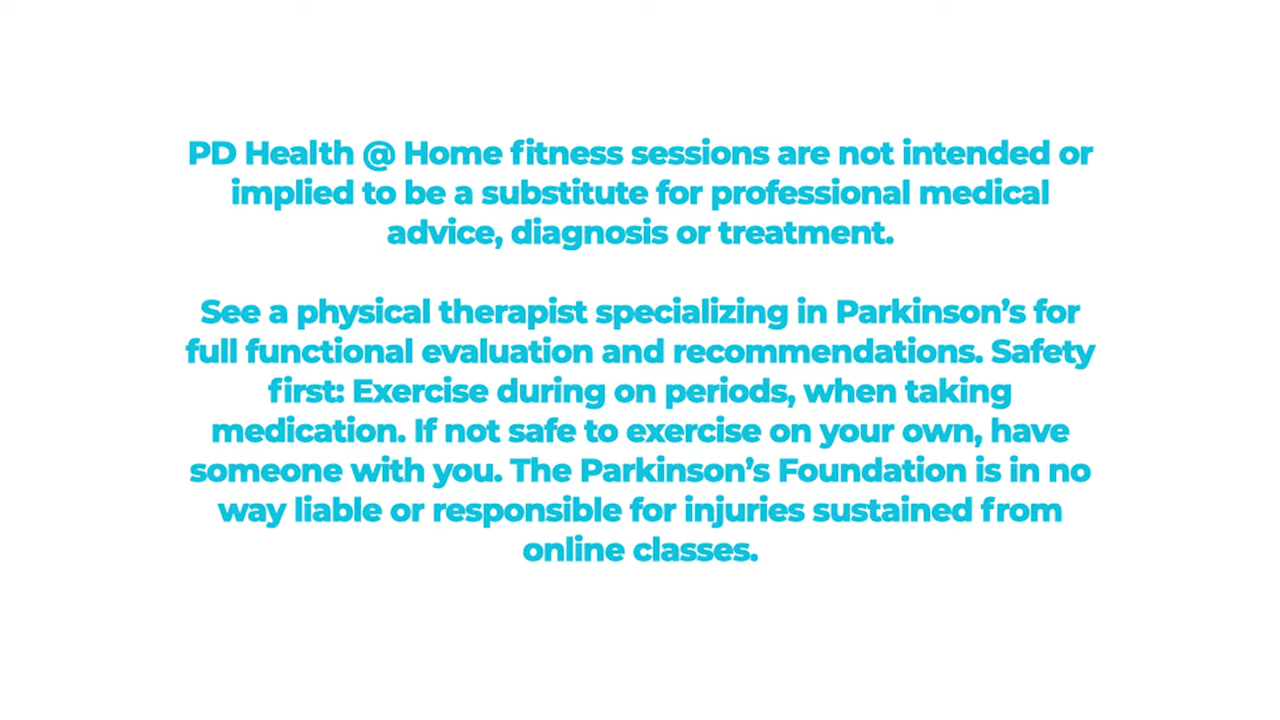 PD Health @ Home fitness sessions are not intended or
implied to be a substitute for professional medical
advice, diagnosis or treatment.
See a physical therapist specializing in Parkinson’s for
full functional evaluation and recommendations. Safety
first: Exercise during on periods, when taking
medication. If not safe to exercise on your own, have
someone with you. The Parkinson’s Foundation is in no
way liable or responsible for injuries sustained from
online classes.